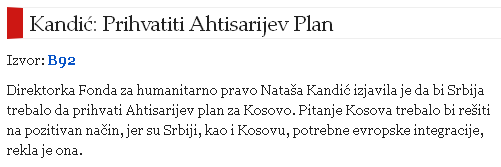 Kandić: Prihvatiti Ahtisarijev Plan
Izvor: B92
Direktorka Fonda za humanitarno pravo Nataša Kandić izjavila je da bi Srbija
trebalo da prihvati Ahtisarijev plan za Kosovo. Pitanje Kosova trebalo bi rešiti
na pozitivan način, jer su Srbiji, kao i Kosovu, potrebne evropske integracije,
rekla je ona.